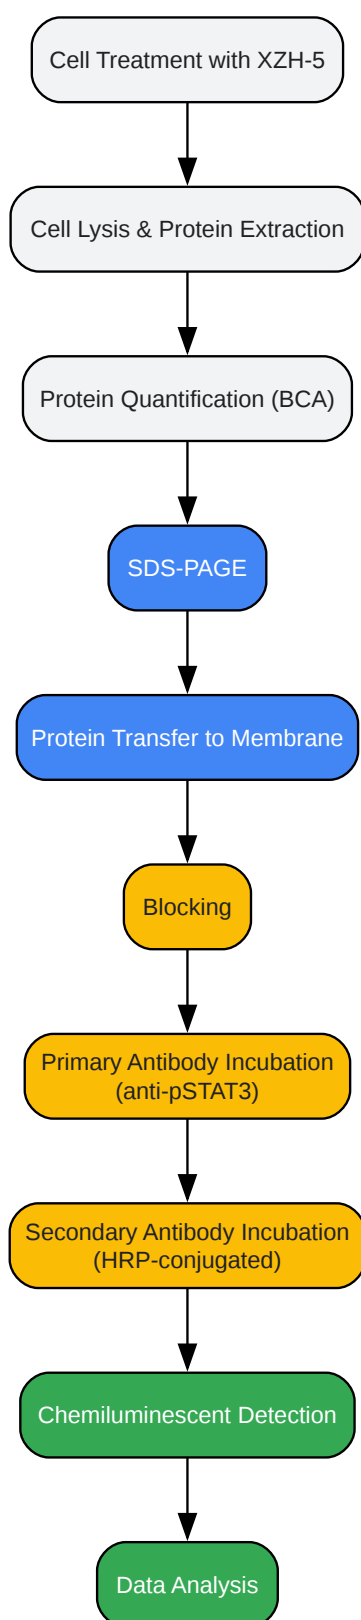 Cell Treatment with XZH-5
Cell Lysis & Protein Extraction
Protein Quantification (BCA)
SDS-PAGE
Protein Transfer to Membrane
Blocking
Primary Antibody Incubation
(anti-pSTAT3)
Secondary Antibody Incubation
(HRP-conjugated)
Chemiluminescent Detection
Data Analysis